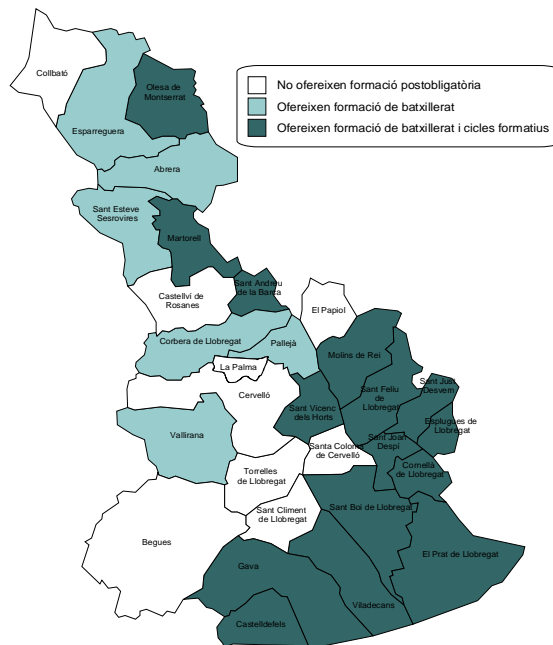 Collbató
Olesa de
Montserrat
No ofereixen formació postobligatòria
Ofereixen formació de batxillerat
Ofereixen formació de batxillerat i cicles formatius
Esparreguera
Abrera
Sant Esteve
Sesrovires
Martorell
Sant Andreu
de la Barca
Castellví de
Rosanes
El Papiol
Corbera de Llobregat
Pallejà
Molins de Rei
La Palma
Cervelló
Sant Feliu
de
Llobregat
Sant Just
Desvern
Sant Vicenc
dels Horts
Esplugues de
Llobregat
Vallirana
Santa Coloma
de Cervelló
Sant Joan
Despí
Cornellà
de Llobregat
Torrelles
de Llobregat
Sant Climent
de Llobregat
Sant Boi de Llobregat
Begues
El Prat de Llobregat
Gava
Viladecans
Castelldefels